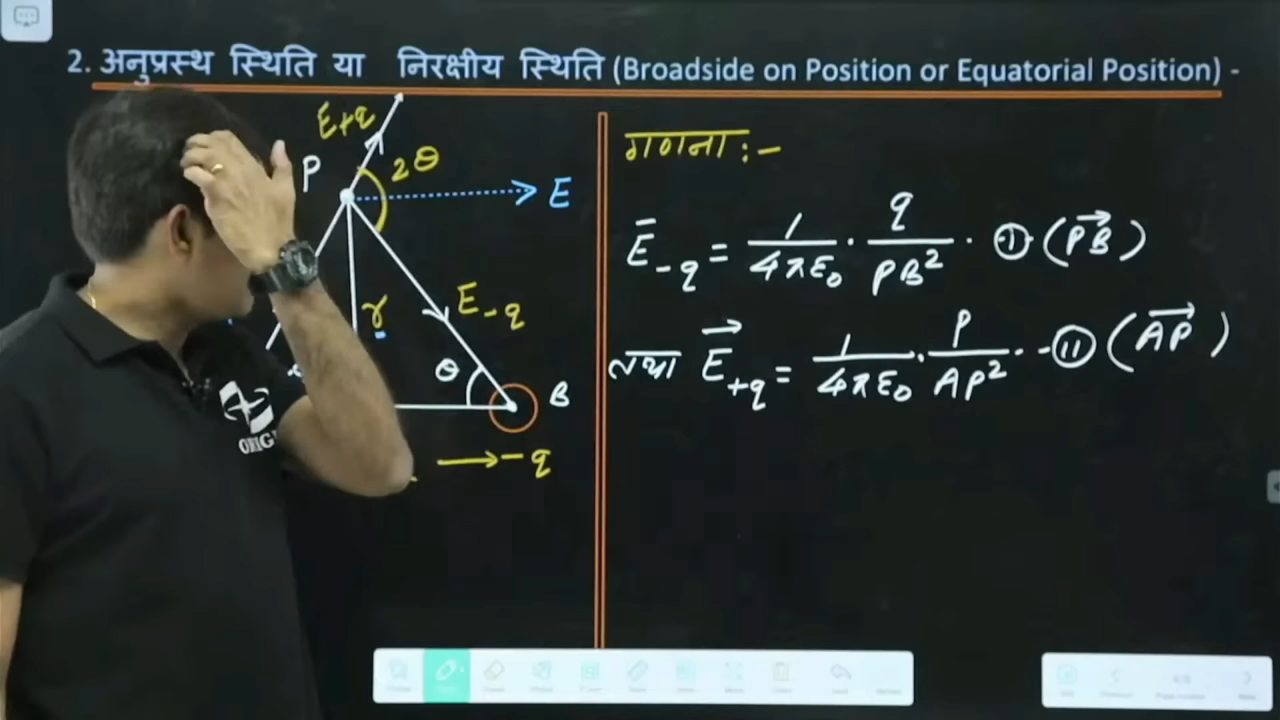 2. अनुप्रस्थ स्थिति या निरक्षीय स्थिति (Broadside on Position or Equatorial Position) -
E+q
P
2θ
E
r
E-q
θ
B
→ -q
गणना :-
Ē-q = 1/4πε₀ · q/PB² · (I) · (PB→)
तथा E→+q = 1/4πε₀ · P/AP² · - (II) (AP→)